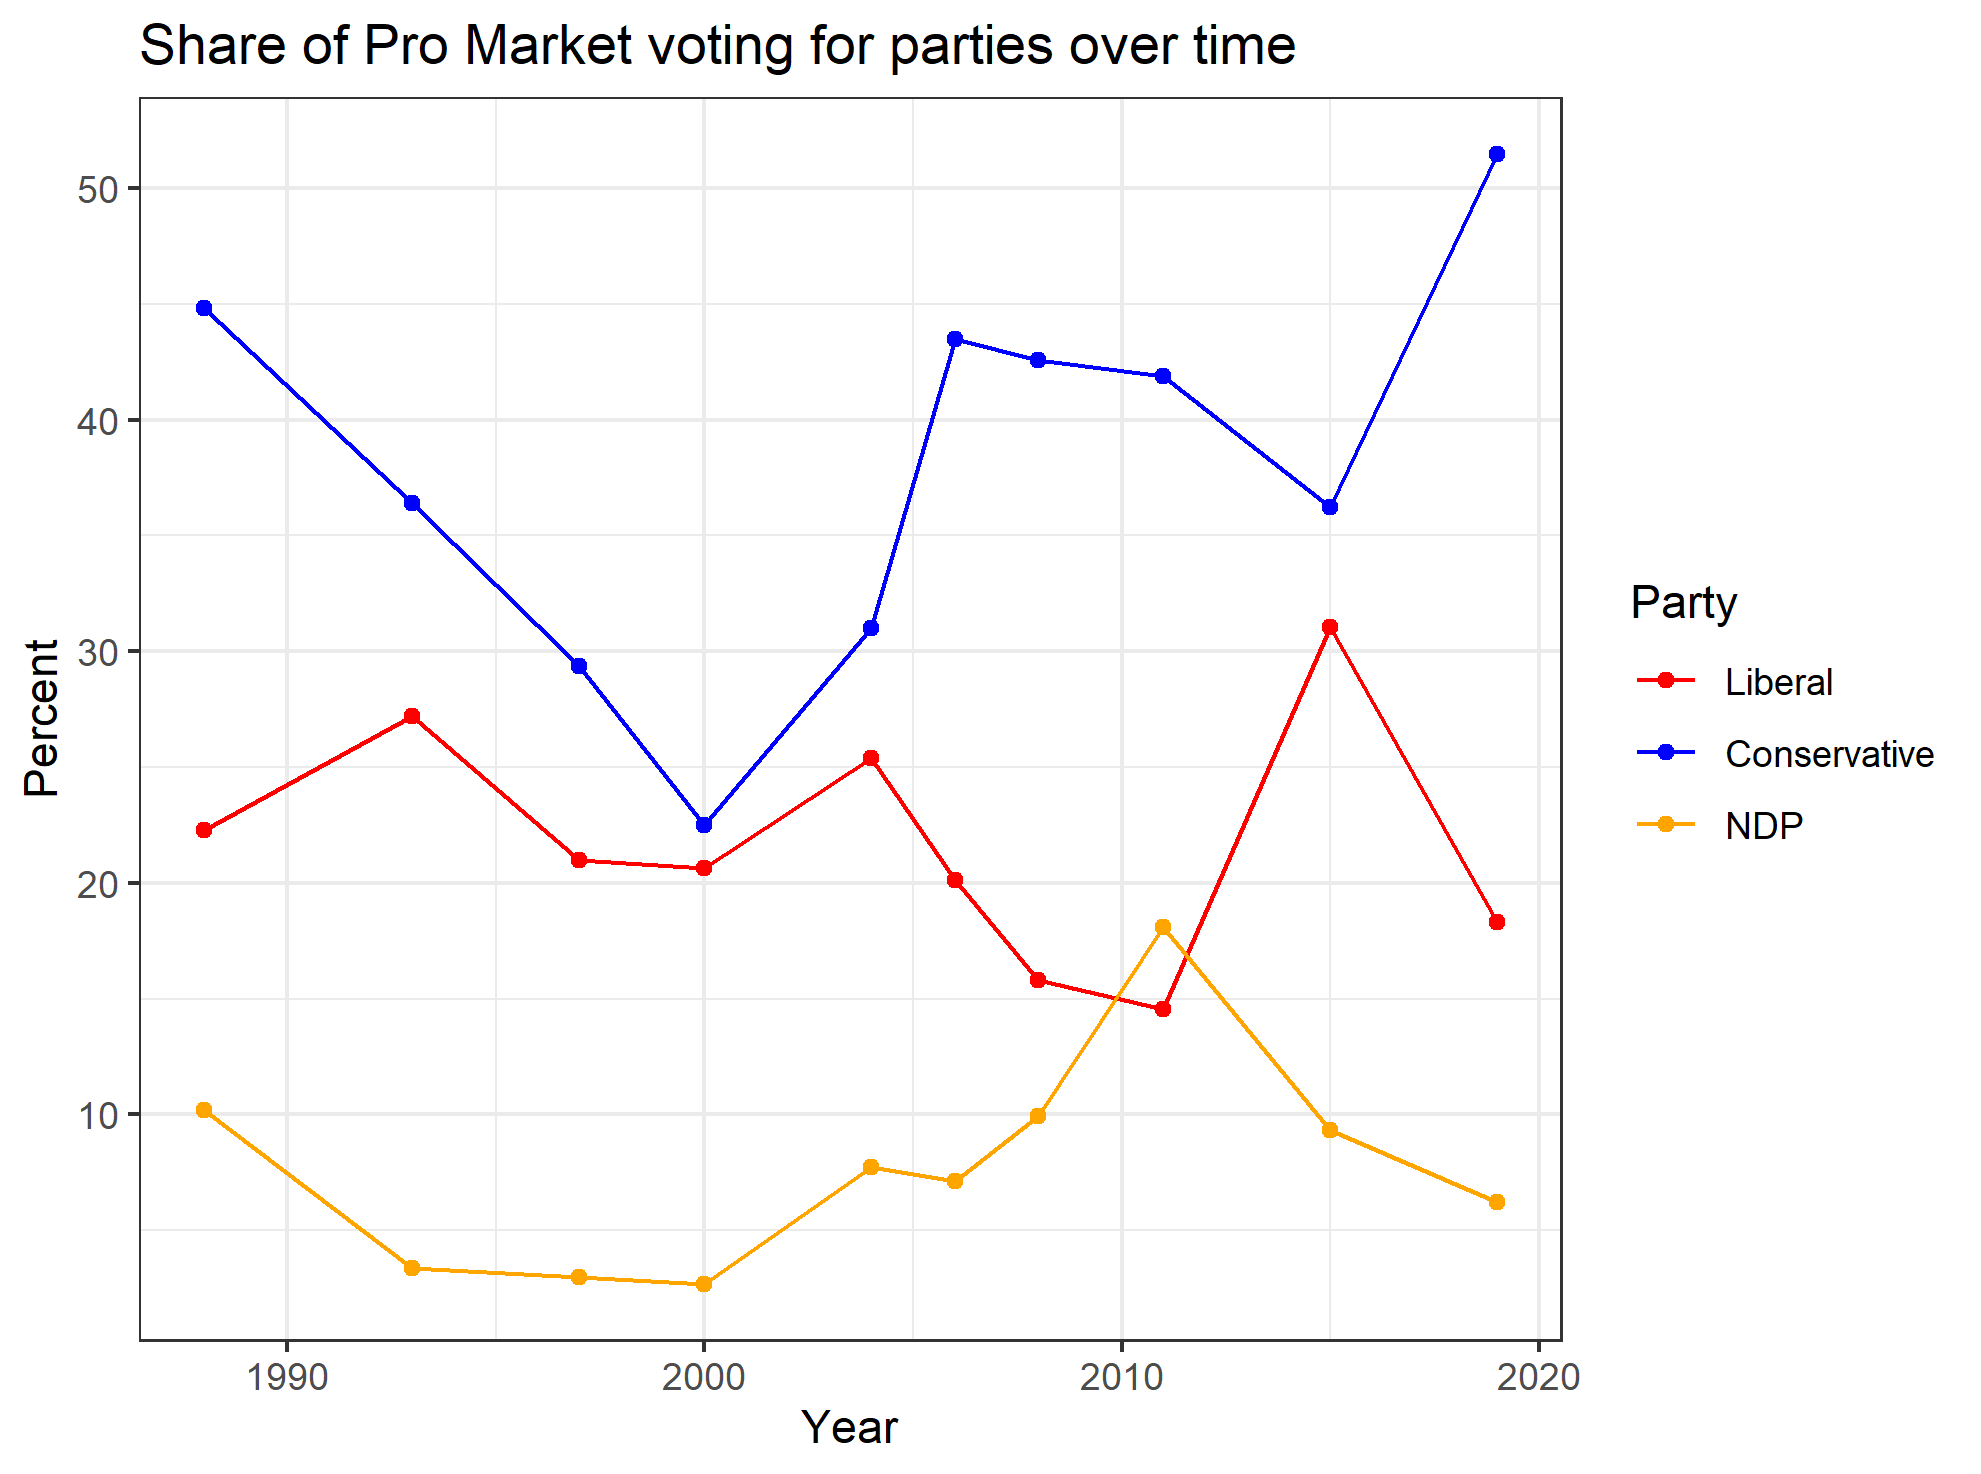 Share of Pro Market voting for parties over time
50
40
30
20
10
Percent
1990
2000
2010
2020
Year
Party
Liberal
Conservative
NDP